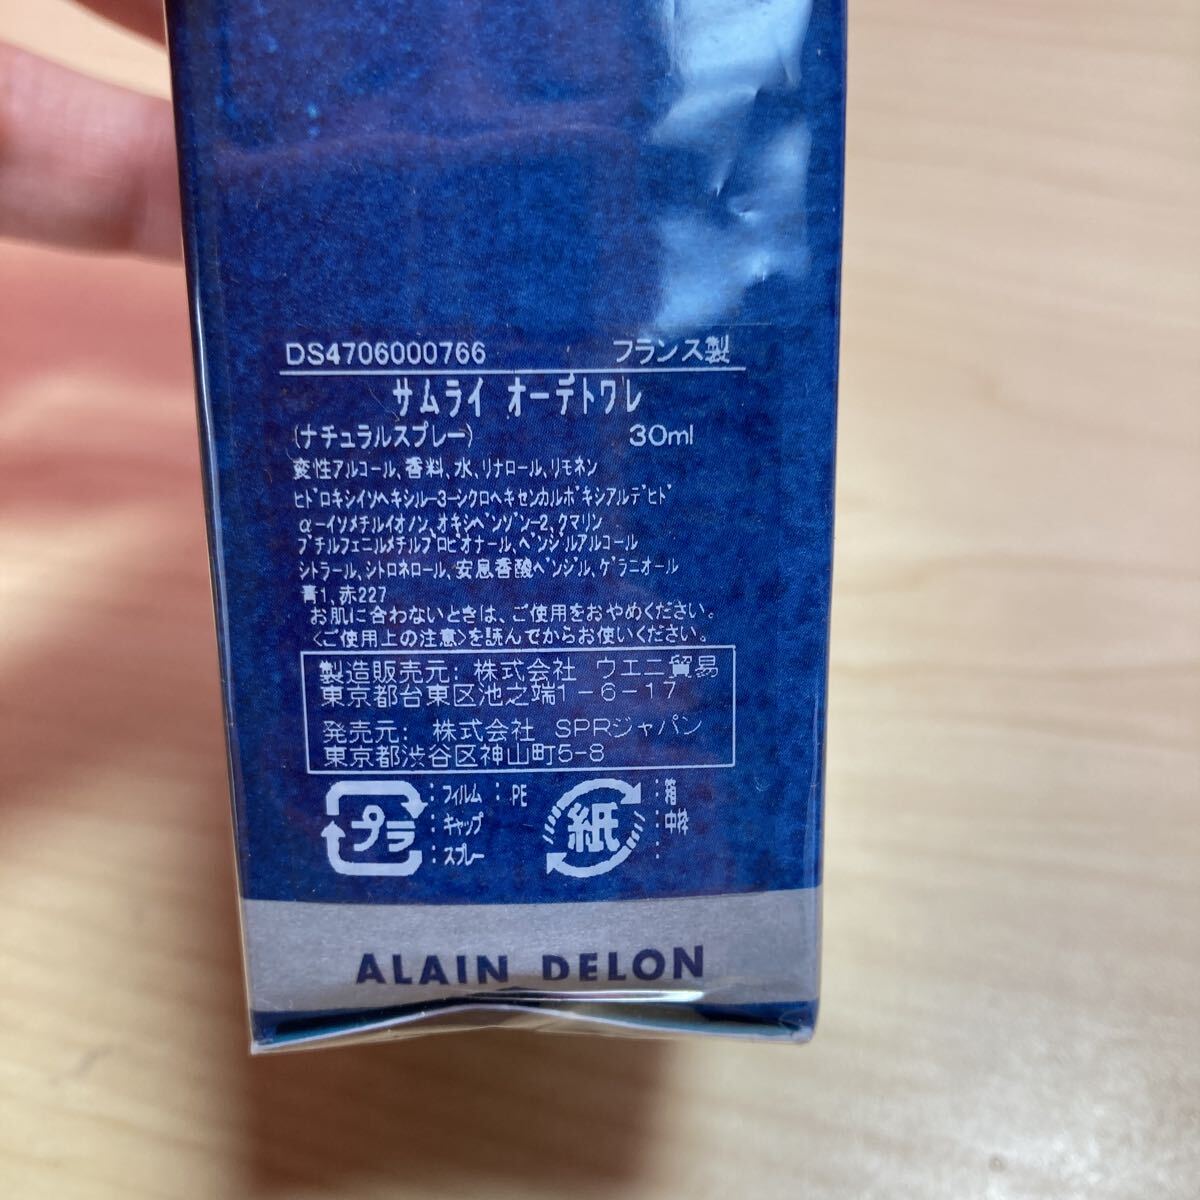 DS4706000766 フランス製
サムライ オーデトワレ
(ナチュラルスプレー) 30ml
変性アルコール、香料、水、リナロール、リモネン
ヒドロキシイソヘキシル-3-シクロヘキセンカルボキシアルデヒド
α-イソメチルイオノン、オキシベンゾン-2、クマリン
ブチルフェニルメチルプロピオナール、ベンジルアルコール
シトラール、シトロネロール、安息香酸ベンジル、ゲラニオール
青1、赤227
お肌に合わないときは、ご使用をおやめください。
〈ご使用上の注意〉を読んでからお使いください。
製造販売元: 株式会社 ウエニ貿易
東京都台東区池之端1-6-17
発売元: 株式会社 SPRジャパン
東京都渋谷区神山町5-8
プラ :フィルム : PE
:キャップ
:スプレー
紙 :箱
:中枠
:
ALAIN DELON